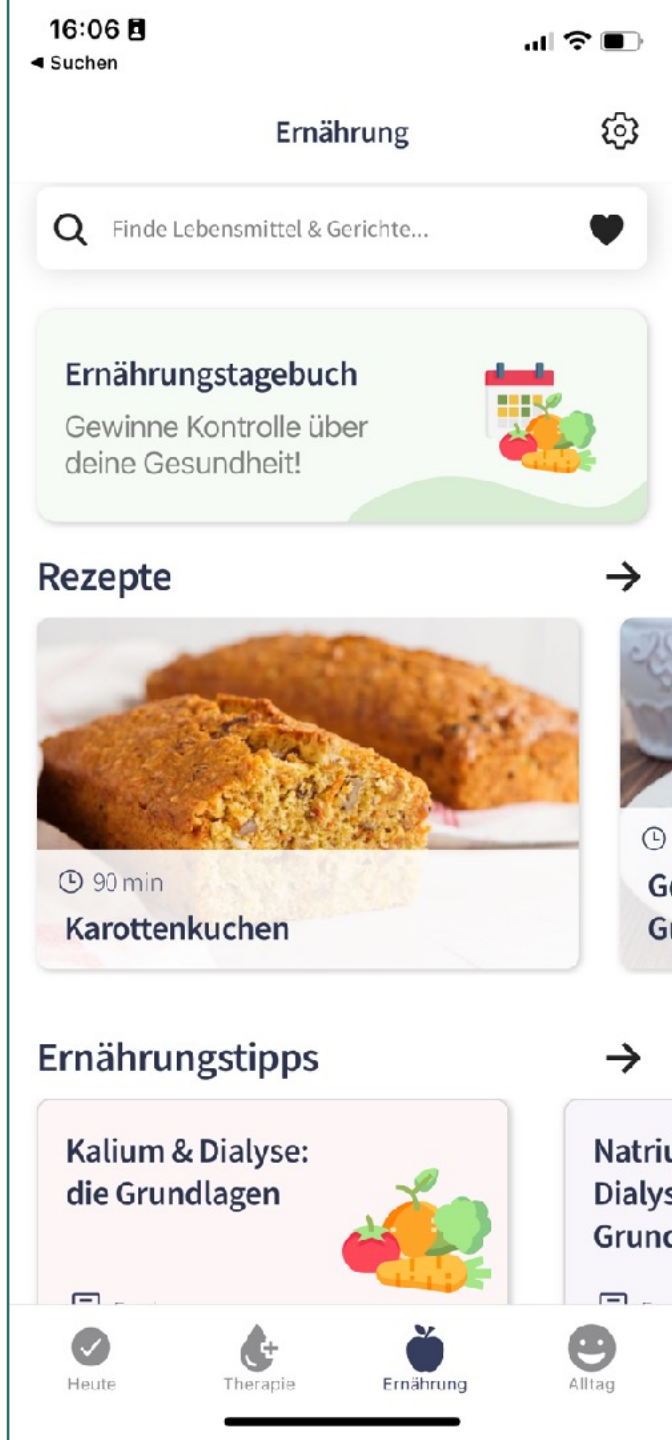 16:06
Suchen
Ernährung
Finde Lebensmittel & Gerichte...
Ernährungstagebuch
Gewinne Kontrolle über
deine Gesundheit!
Rezepte
90 min
Karottenkuchen
Ernährungstipps
Kalium & Dialyse:
die Grundlagen
Heute
Therapie
Ernährung
Alltag